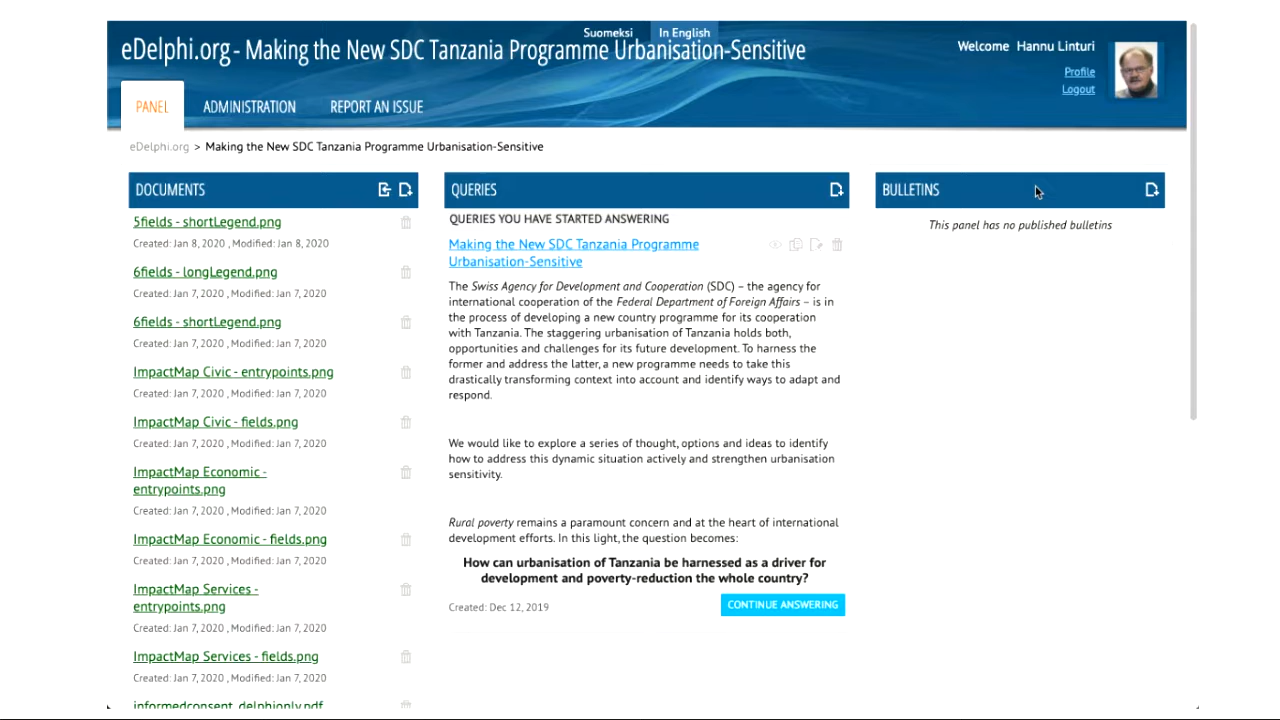 Suomeksi In English
eDelphi.org - Making the New SDC Tanzania Programme Urbanisation-Sensitive
Welcome Hannu Linturi
Profile
Logout
PANEL ADMINISTRATION REPORT AN ISSUE
eDelphi.org > Making the New SDC Tanzania Programme Urbanisation-Sensitive
DOCUMENTS
5fields - shortLegend.png
Created: Jan 8, 2020 , Modified: Jan 8, 2020
6fields - longLegend.png
Created: Jan 7, 2020 , Modified: Jan 7, 2020
6fields - shortLegend.png
Created: Jan 7, 2020 , Modified: Jan 7, 2020
ImpactMap Civic - entrypoints.png
Created: Jan 7, 2020 , Modified: Jan 7, 2020
ImpactMap Civic - fields.png
Created: Jan 7, 2020 , Modified: Jan 7, 2020
ImpactMap Economic -
entrypoints.png
Created: Jan 7, 2020 , Modified: Jan 7, 2020
ImpactMap Economic - fields.png
Created: Jan 7, 2020 , Modified: Jan 7, 2020
ImpactMap Services -
entrypoints.png
Created: Jan 7, 2020 , Modified: Jan 7, 2020
ImpactMap Services - fields.png
Created: Jan 7, 2020 , Modified: Jan 7, 2020
informedconsent_delphionly.pdf
QUERIES
QUERIES YOU HAVE STARTED ANSWERING
Making the New SDC Tanzania Programme
Urbanisation-Sensitive
The Swiss Agency for Development and Cooperation (SDC) – the agency for
international cooperation of the Federal Department of Foreign Affairs – is in
the process of developing a new country programme for its cooperation
with Tanzania. The staggering urbanisation of Tanzania holds both,
opportunities and challenges for its future development. To harness the
former and address the latter, a new programme needs to take this
drastically transforming context into account and identify ways to adapt and
respond.
We would like to explore a series of thought, options and ideas to identify
how to address this dynamic situation actively and strengthen urbanisation
sensitivity.
Rural poverty remains a paramount concern and at the heart of international
development efforts. In this light, the question becomes:
How can urbanisation of Tanzania be harnessed as a driver for
development and poverty-reduction the whole country?
Created: Dec 12, 2019
CONTINUE ANSWERING
BULLETINS
This panel has no published bulletins